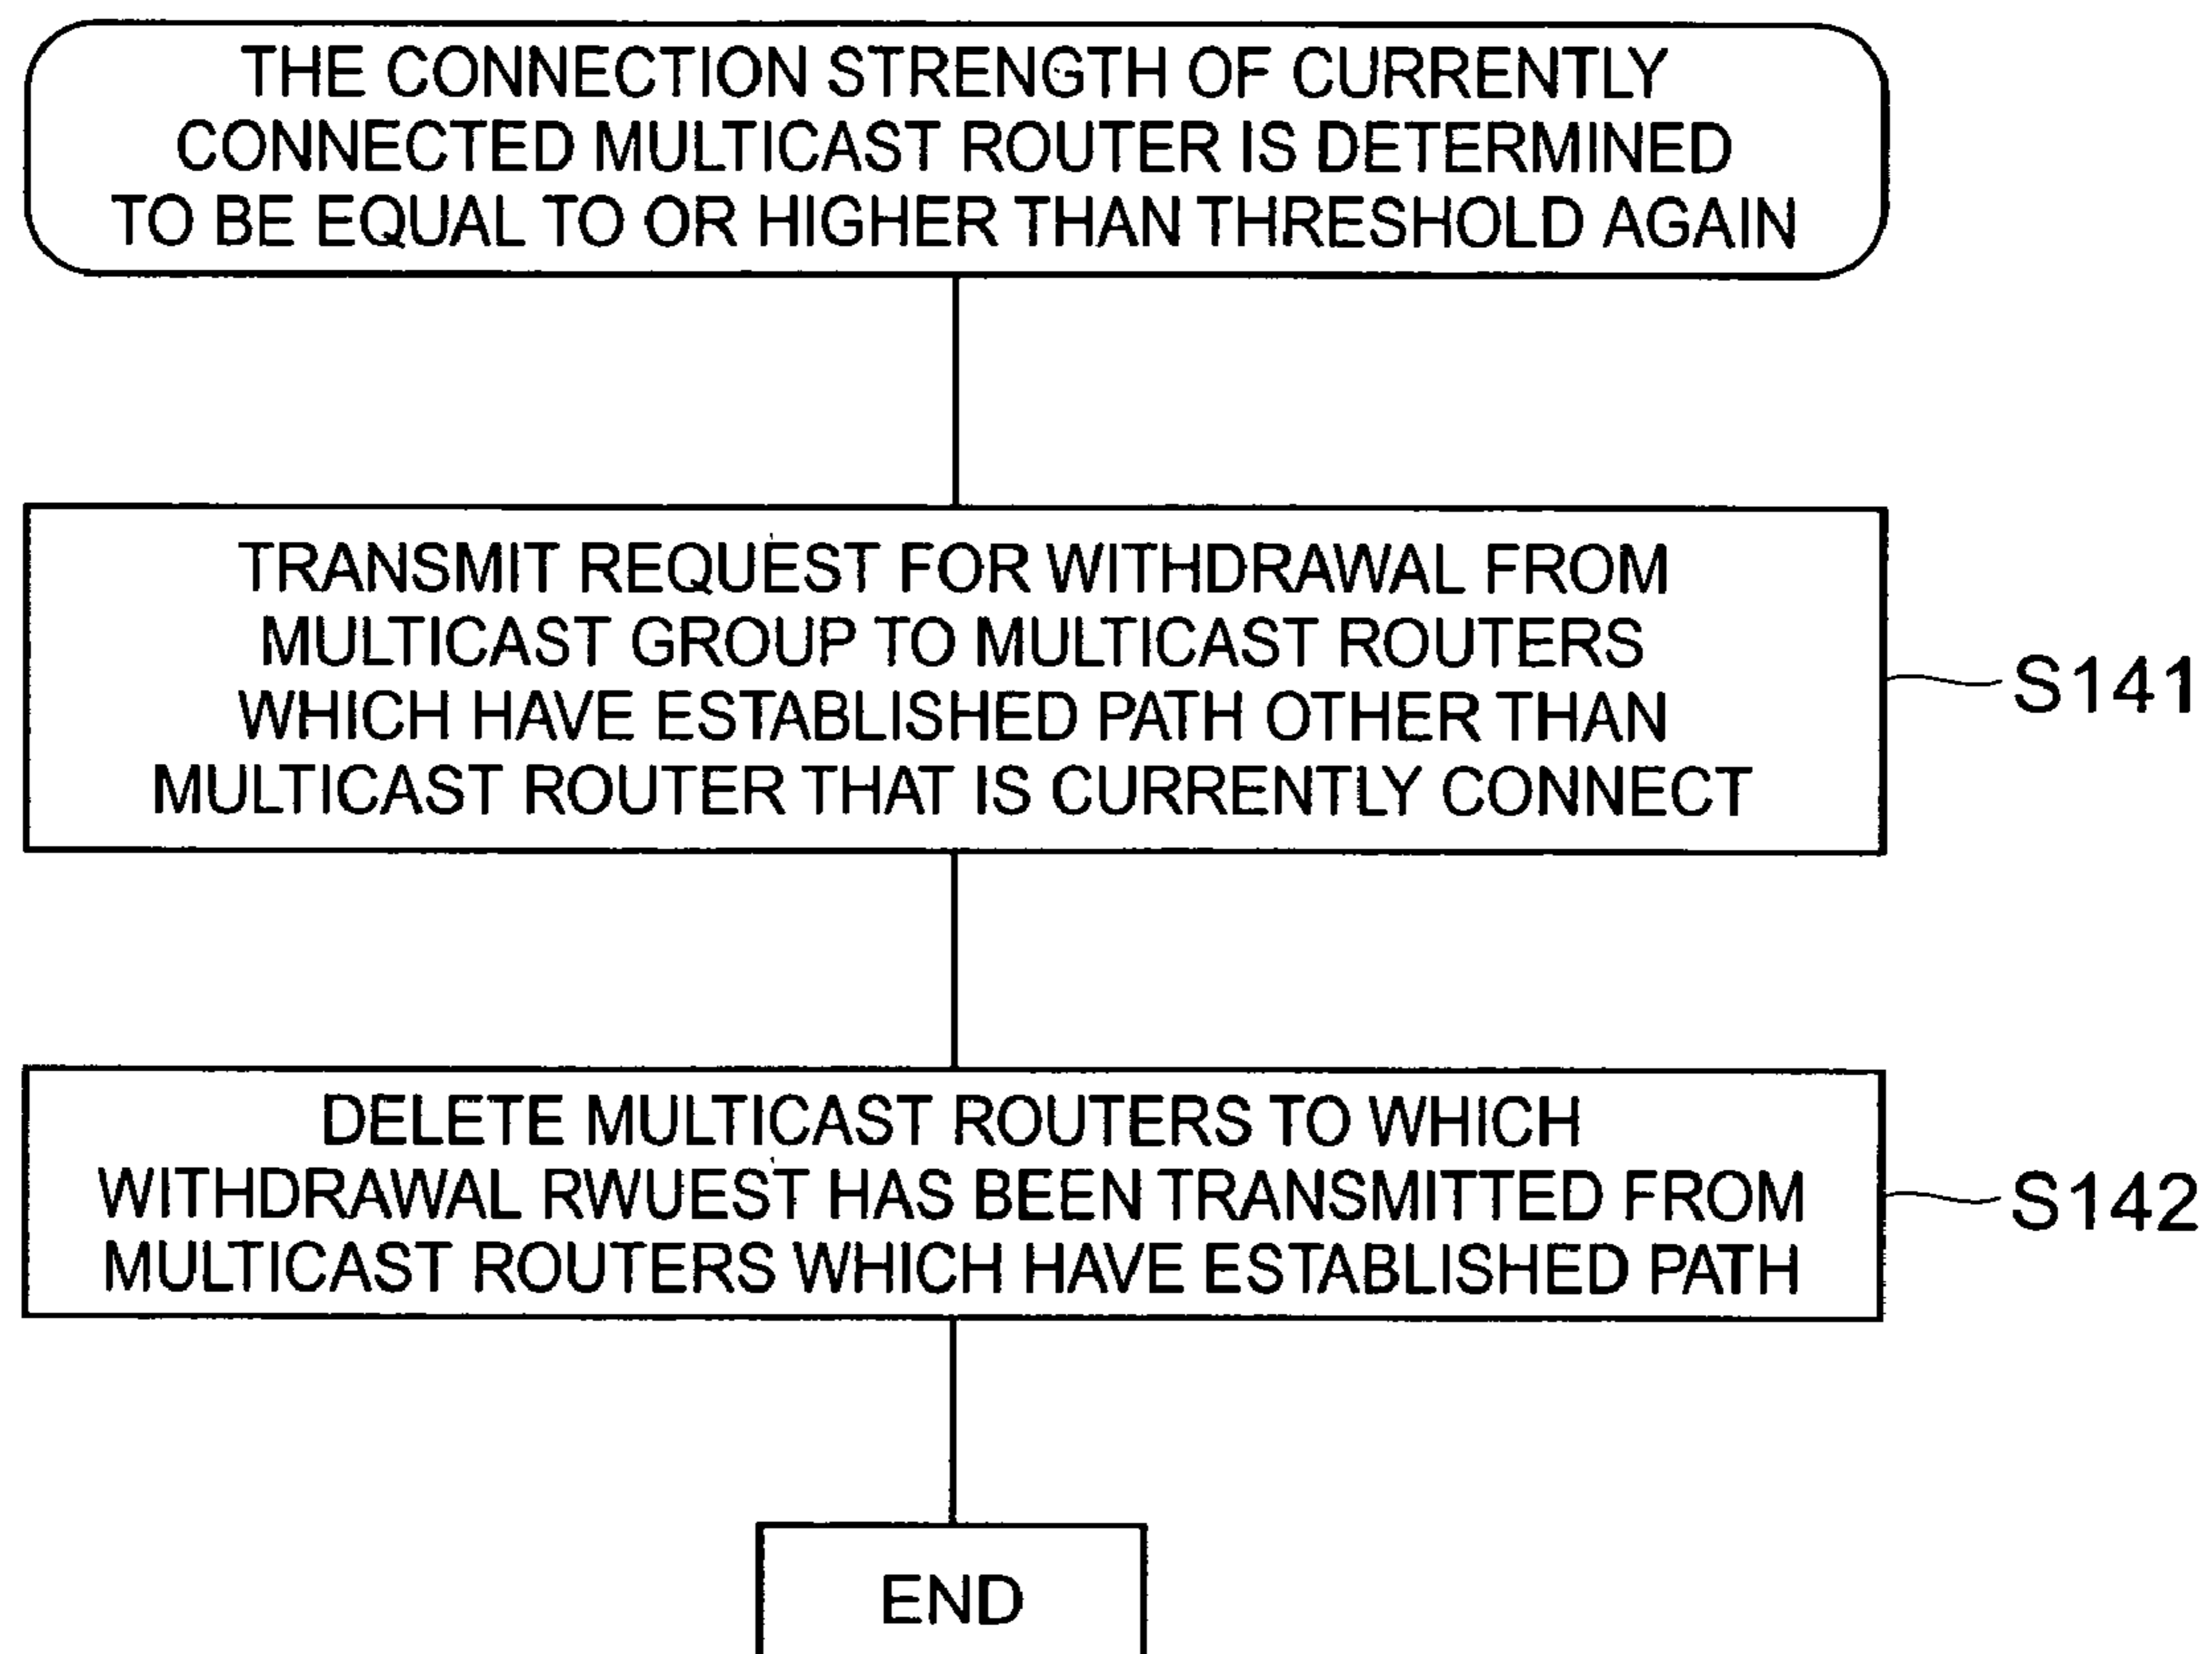 THE CONNECTION STRENGTH OF CURRENTLY
CONNECTED MULTICAST ROUTER IS DETERMINED
TO BE EQUAL TO OR HIGHER THAN THRESHOLD AGAIN
TRANSMIT REQUEST FOR WITHDRAWAL FROM
MULTICAST GROUP TO MULTICAST ROUTERS
WHICH HAVE ESTABLISHED PATH OTHER THAN
MULTICAST ROUTER THAT IS CURRENTLY CONNECT
S141
DELETE MULTICAST ROUTERS TO WHICH
WITHDRAWAL RWUEST HAS BEEN TRANSMITTED FROM
MULTICAST ROUTERS WHICH HAVE ESTABLISHED PATH
S142
END